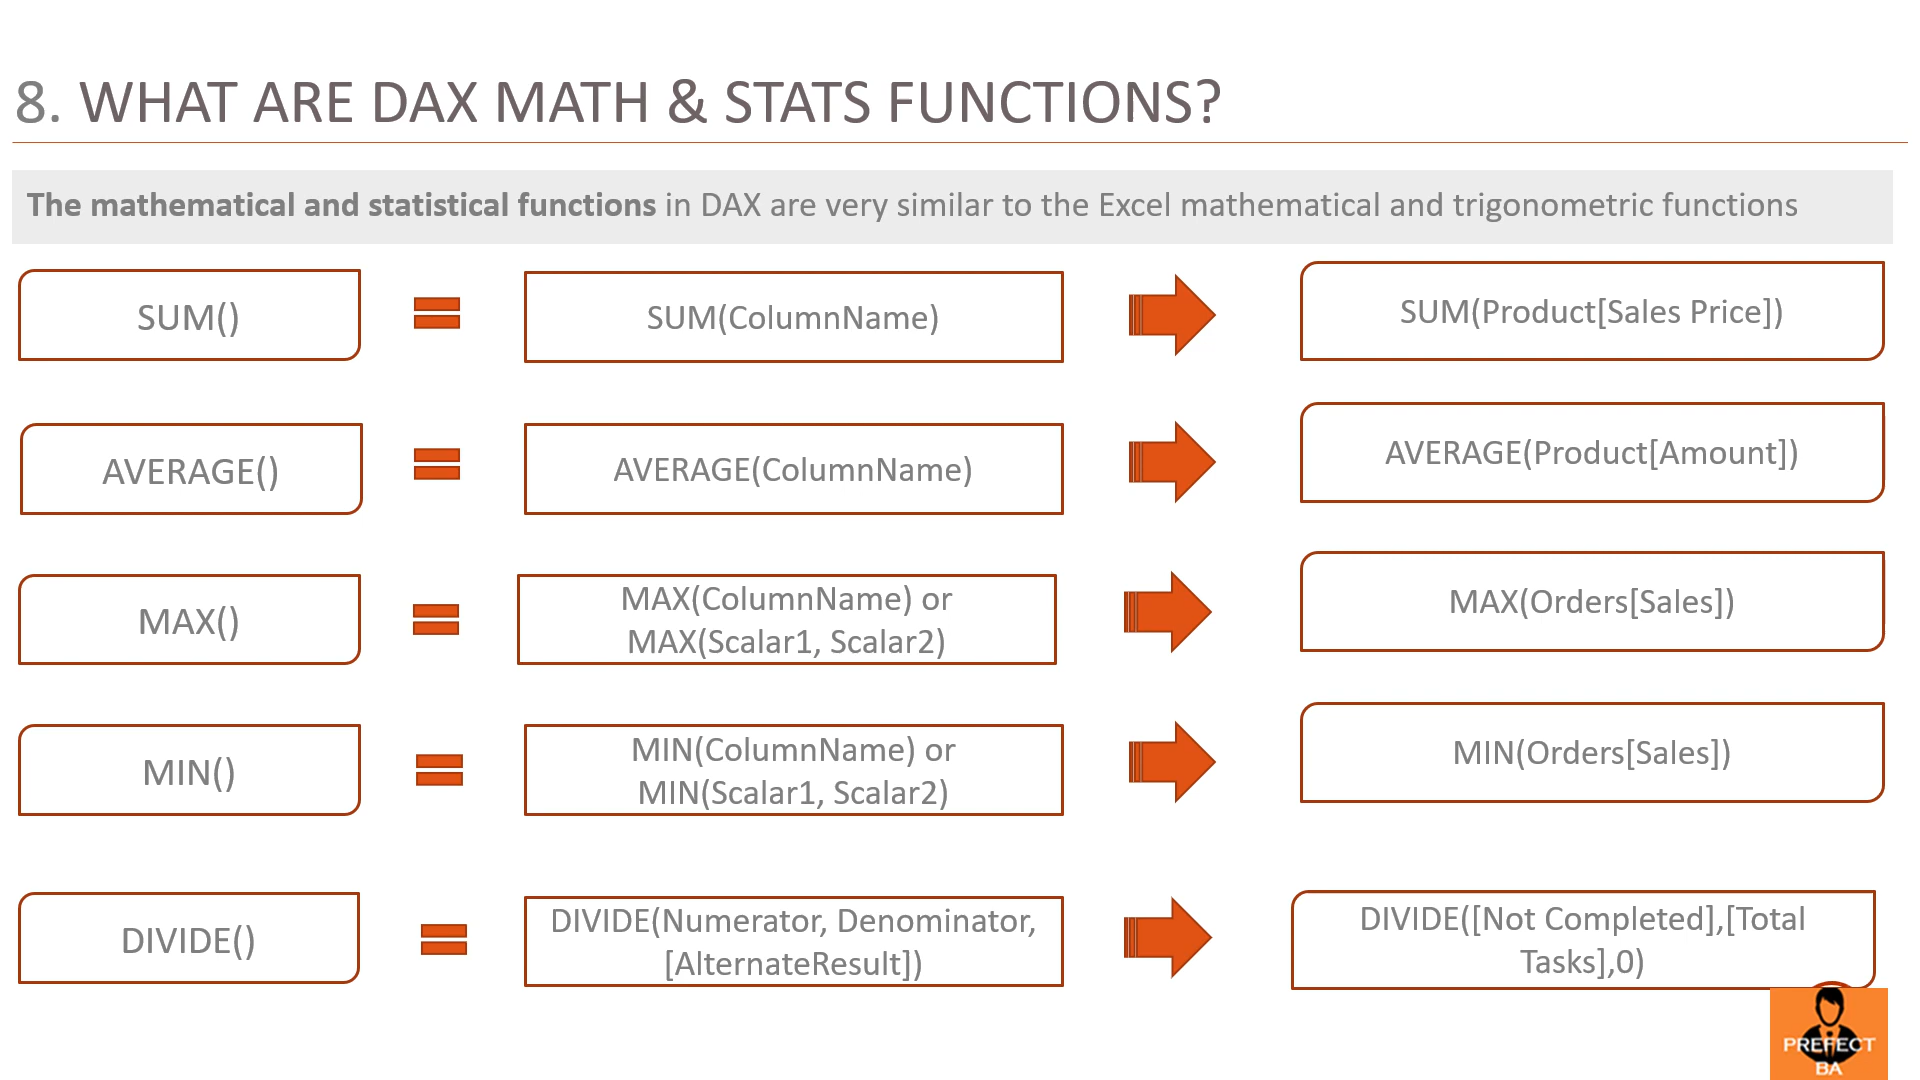 8. WHAT ARE DAX MATH & STATS FUNCTIONS?
The mathematical and statistical functions in DAX are very similar to the Excel mathematical and trigonometric functions
SUM()
SUM(ColumnName)
SUM(Product[Sales Price])
AVERAGE()
AVERAGE(ColumnName)
AVERAGE(Product[Amount])
MAX()
MAX(ColumnName) or
MAX(Scalar1, Scalar2)
MAX(Orders[Sales])
MIN()
MIN(ColumnName) or
MIN(Scalar1, Scalar2)
MIN(Orders[Sales])
DIVIDE()
DIVIDE(Numerator, Denominator,
[AlternateResult])
DIVIDE([Not Completed],[Total
Tasks],0)
PREFECT
BA